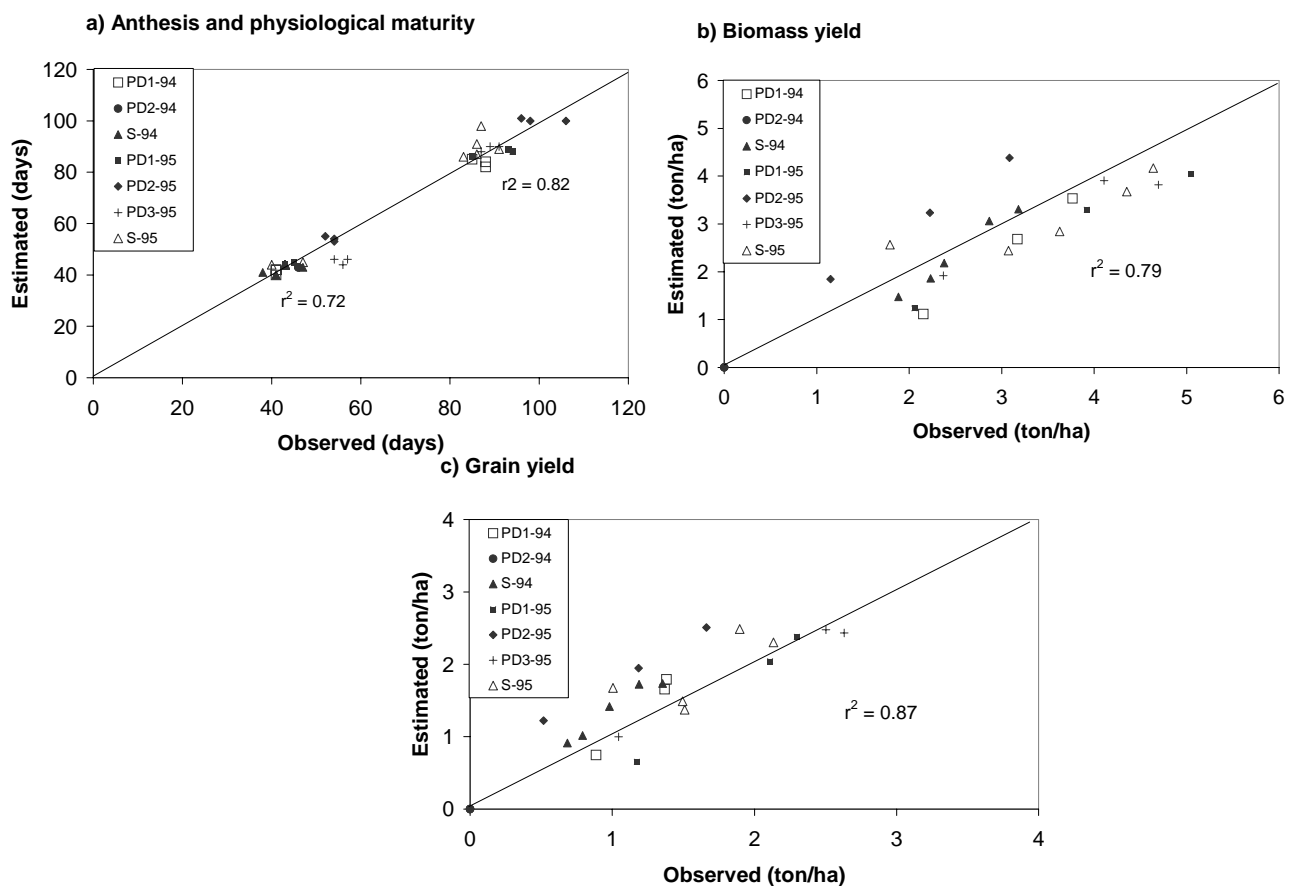 a) Anthesis and physiological maturity
120
100
80
60
40
20
0
0 20 40 60 80 100 120
Estimated (days)
Observed (days)
PD1-94
PD2-94
S-94
PD1-95
PD2-95
PD3-95
S-95
r2 = 0.82
r² = 0.72
b) Biomass yield
6
5
4
3
2
1
0
0 1 2 3 4 5 6
Estimated (ton/ha)
Observed (ton/ha)
PD1-94
PD2-94
S-94
PD1-95
PD2-95
PD3-95
S-95
r² = 0.79
c) Grain yield
4
3
2
1
0
0 1 2 3 4
Estimated (ton/ha)
Observed (ton/ha)
PD1-94
PD2-94
S-94
PD1-95
PD2-95
PD3-95
S-95
r² = 0.87